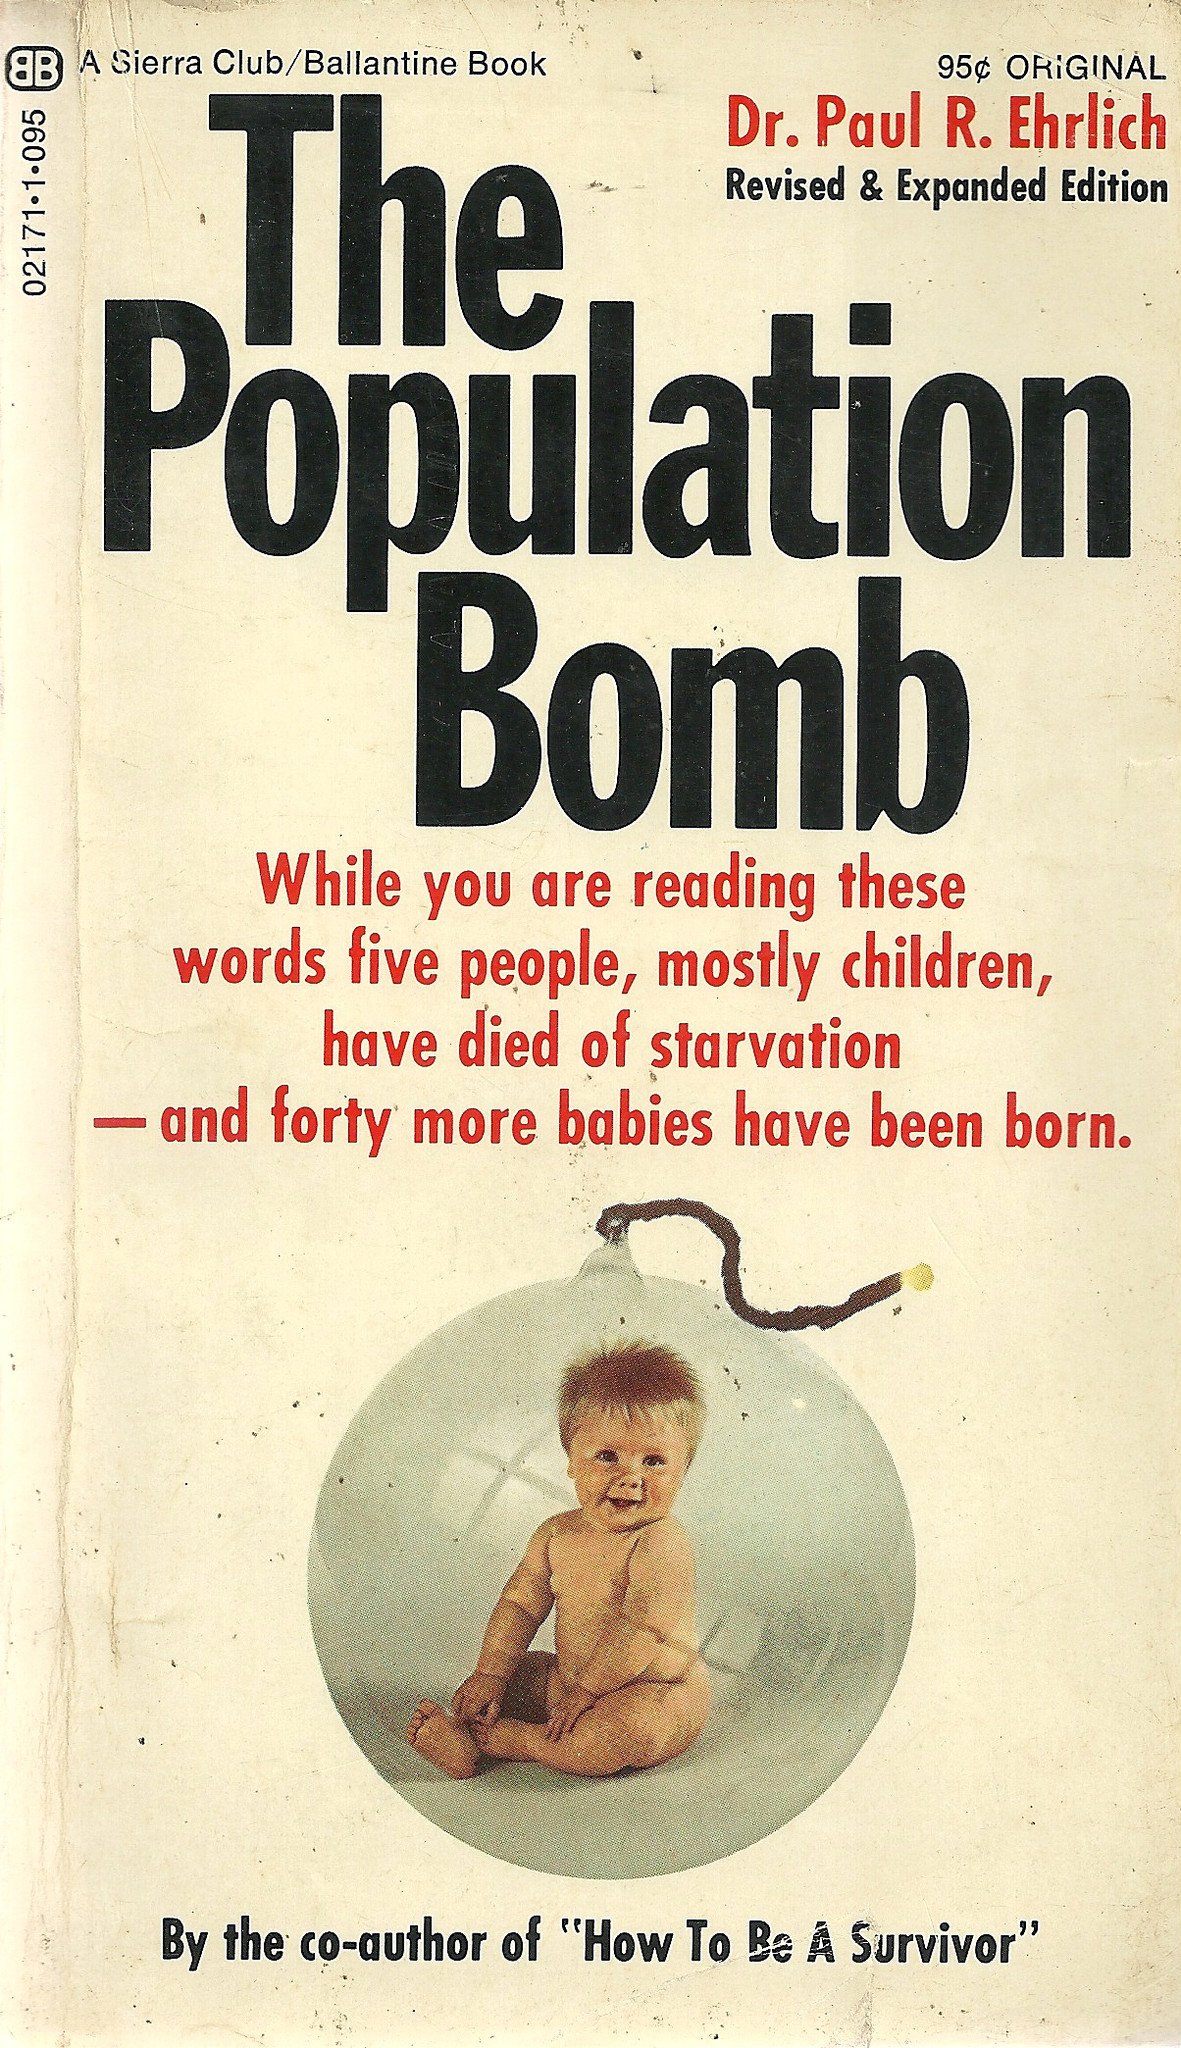 BB
A Sierra Club/Ballantine Book
95¢ ORIGINAL
02171•1•095
Dr. Paul R. Ehrlich
Revised & Expanded Edition
The
Population
Bomb
While you are reading these
words five people, mostly children,
have died of starvation
—and forty more babies have been born.
By the co-author of "How To Be A Survivor"